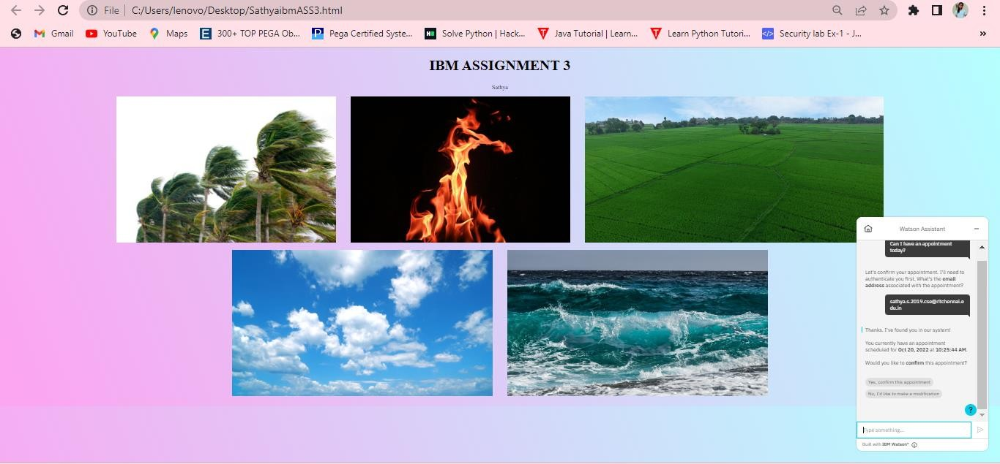 File C:/Users/lenovo/Desktop/SathyaibmASS3.html
Gmail YouTube Maps 300+ TOP PEGA Ob... Pega Certified Syste... Solve Python | Hack... Java Tutorial | Learn... Learn Python Tutori... Security lab Ex-1 - J... »
IBM ASSIGNMENT 3
Sathya
Watson Assistant
Can I have an appointment
today?
Let's confirm your appointment. I'll need to
authenticate you first. What's the email
address associated with the appointment?
sathya.s.2019.cse@ritchennai.e
du.in
Thanks. I've found you in our system!
You currently have an appointment
scheduled for Oct 20, 2022 at 10:25:44 AM.
Would you like to confirm this appointment?
Yes, confirm this appointment
No, I'd like to make a modification
?
Type something...
Built with IBM Watson®